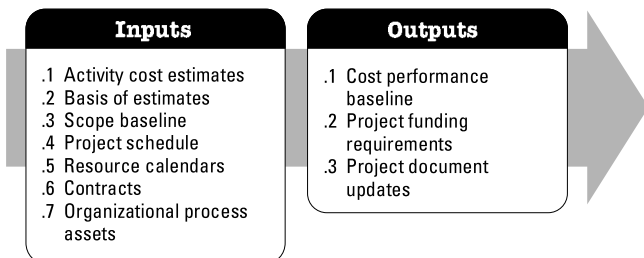 Inputs
.1 Activity cost estimates
.2 Basis of estimates
.3 Scope baseline
.4 Project schedule
.5 Resource calendars
.6 Contracts
.7 Organizational process
assets
Outputs
.1 Cost performance
baseline
.2 Project funding
requirements
.3 Project document
updates